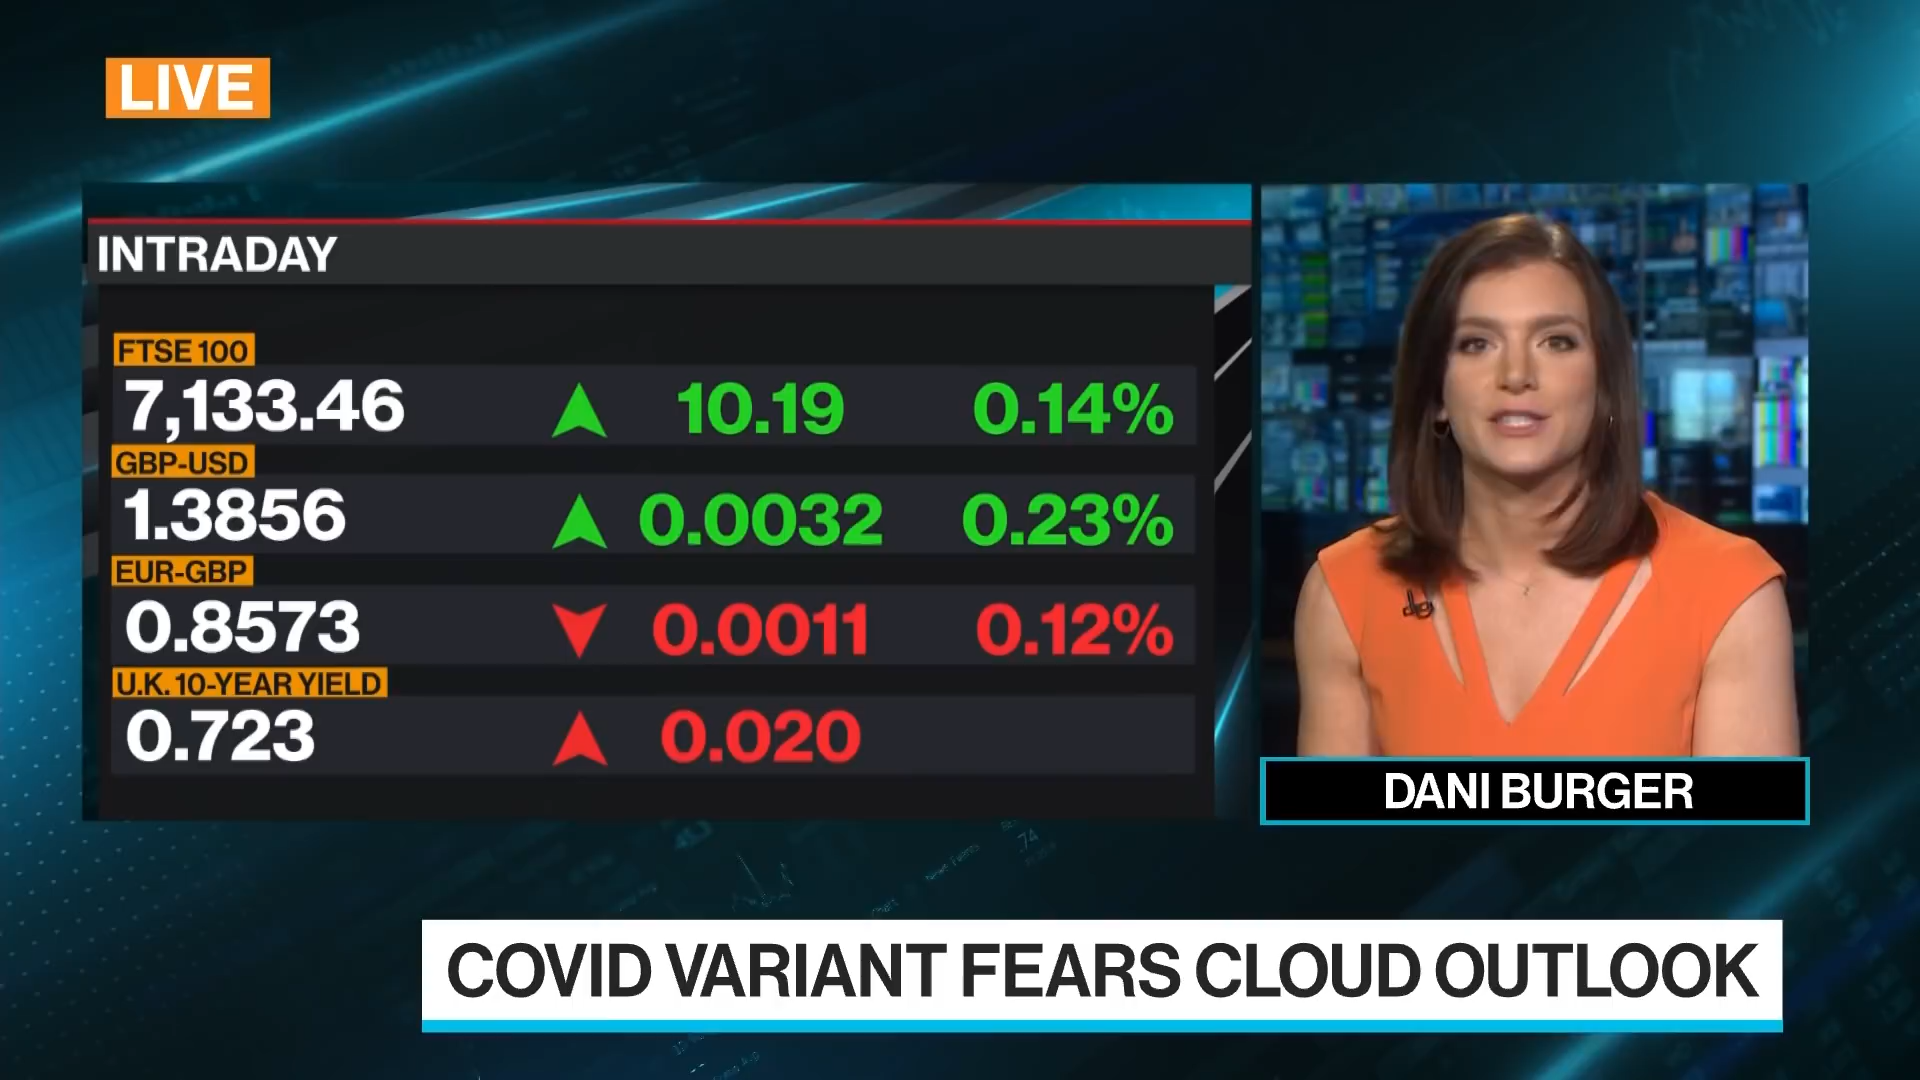 LIVE
INTRADAY
FTSE 100
7,133.46 ▲ 10.19 0.14%
GBP-USD
1.3856 ▲ 0.0032 0.23%
EUR-GBP
0.8573 ▼ 0.0011 0.12%
U.K. 10-YEAR YIELD
0.723 ▲ 0.020
DANI BURGER
74
COVID VARIANT FEARS CLOUD OUTLOOK